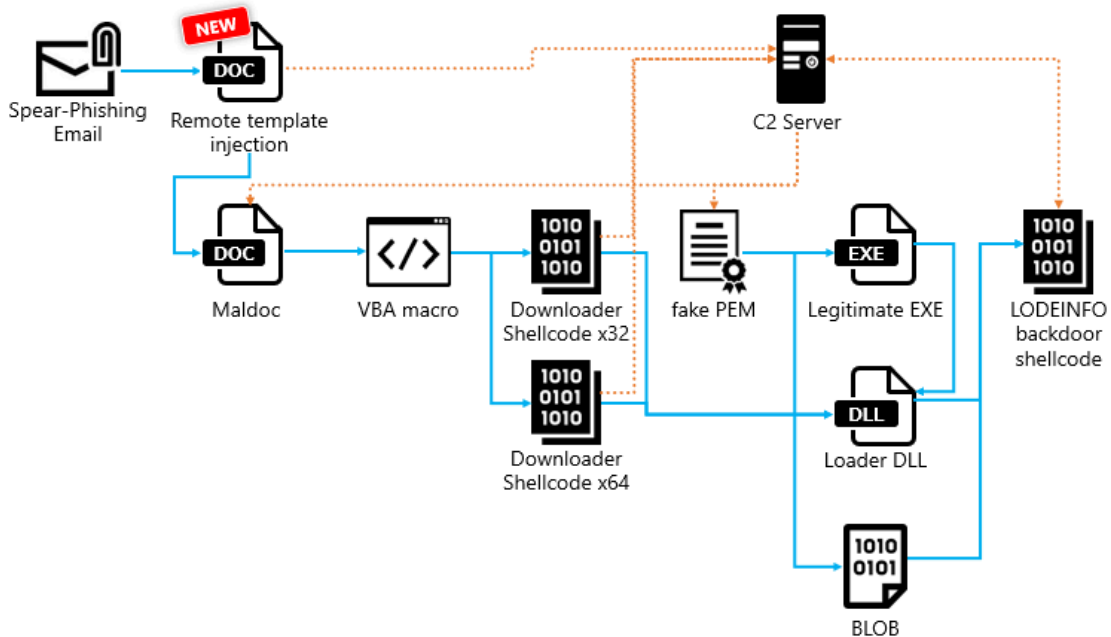 NEW
DOC
Spear-Phishing
Email
Remote template
injection
C2 Server
DOC
Maldoc
</>
VBA macro
1010
0101
1010
Downloader
Shellcode x32
fake PEM
EXE
Legitimate EXE
1010
0101
1010
LODEINFO
backdoor
shellcode
1010
0101
1010
Downloader
Shellcode x64
DLL
Loader DLL
1010
0101
BLOB